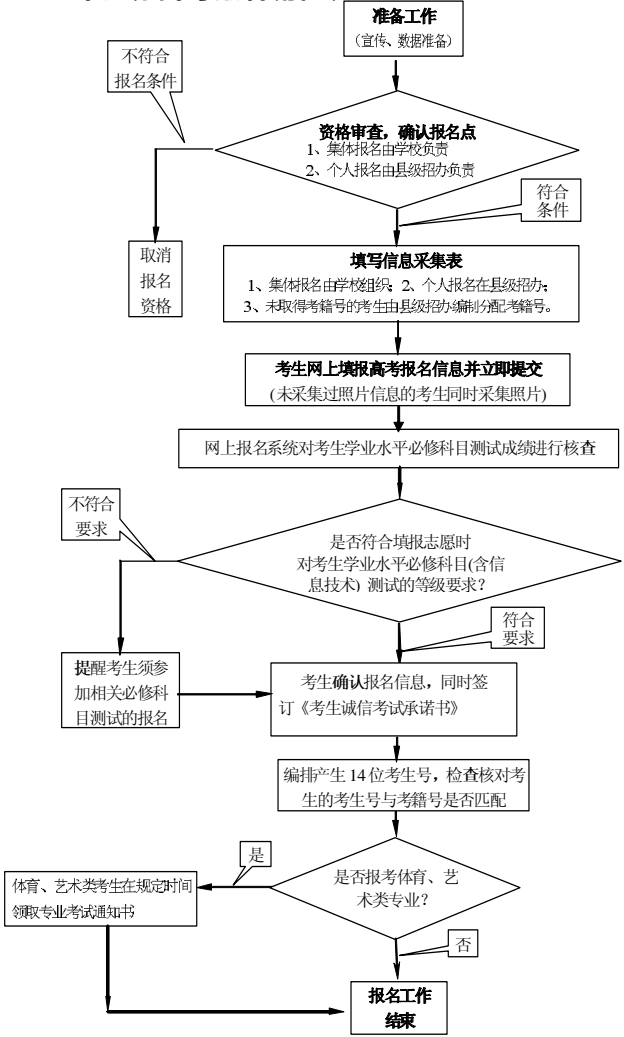 准备工作
（宣传、数据准备）
不符合
报名条件
资格审查，确认报名点
1、集体报名由学校负责
2、个人报名由县级招办负责
符合
条件
取消
报名
资格
填写信息采集表
1、集体报名由学校组织；2、个人报名在县级招办；
3、未取得考籍号的考生由县级招办编制分配考籍号。
考生网上填报高考报名信息并立即提交
(未采集过照片信息的考生同时采集照片)
网上报名系统对考生学业水平必修科目测试成绩进行核查
不符合
要求
是否符合填报志愿时
对考生学业水平必修科目(含信
息技术）测试的等级要求？
符合
要求
提醒考生须参
加相关必修科
目测试的报名
考生确认报名信息，同时签
订《考生诚信考试承诺书》
编排产生14位考生号，检查核对考
生的考生号与考籍号是否匹配
是
是否报考体育、艺
术类专业？
体育、艺术类考生在规定时间
领取专业考试通知书
否
报名工作
结束